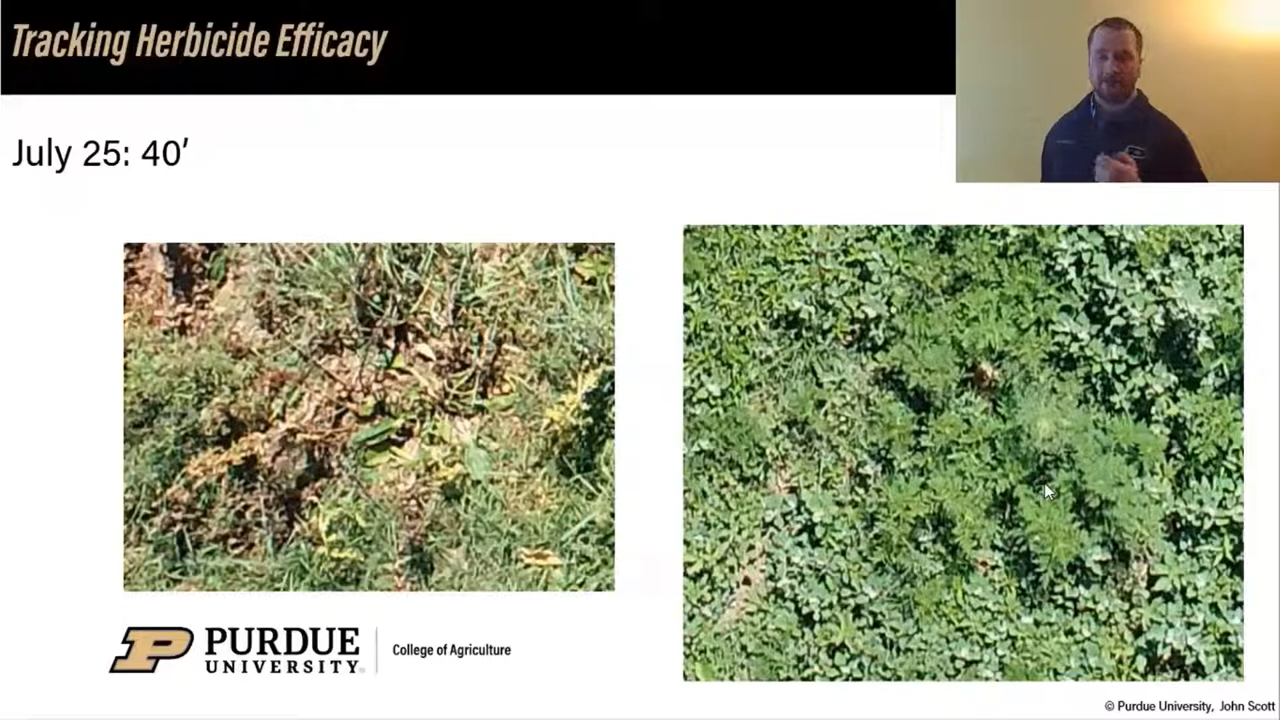 Tracking Herbicide Efficacy
July 25: 40’
PURDUE
UNIVERSITY
College of Agriculture
© Purdue University, John Scott